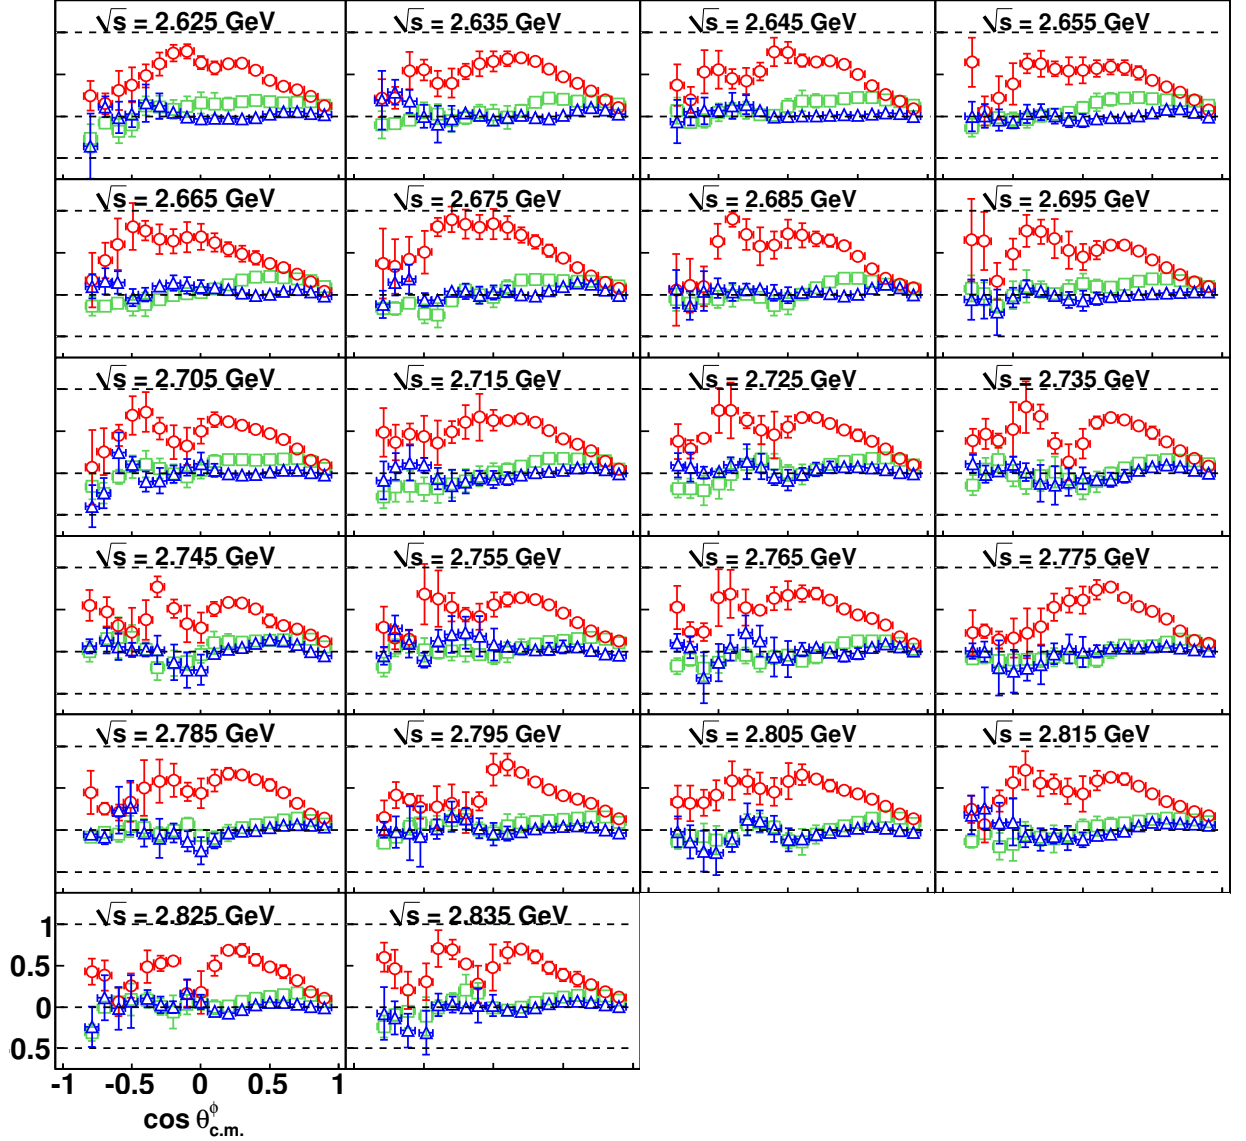 √s = 2.625 GeV
√s = 2.635 GeV
√s = 2.645 GeV
√s = 2.655 GeV
√s = 2.665 GeV
√s = 2.675 GeV
√s = 2.685 GeV
√s = 2.695 GeV
√s = 2.705 GeV
√s = 2.715 GeV
√s = 2.725 GeV
√s = 2.735 GeV
√s = 2.745 GeV
√s = 2.755 GeV
√s = 2.765 GeV
√s = 2.775 GeV
√s = 2.785 GeV
√s = 2.795 GeV
√s = 2.805 GeV
√s = 2.815 GeV
√s = 2.825 GeV
√s = 2.835 GeV
1
0.5
0
0.5
-1 -0.5 0 0.5 1
cos θ^ϕ_c.m.